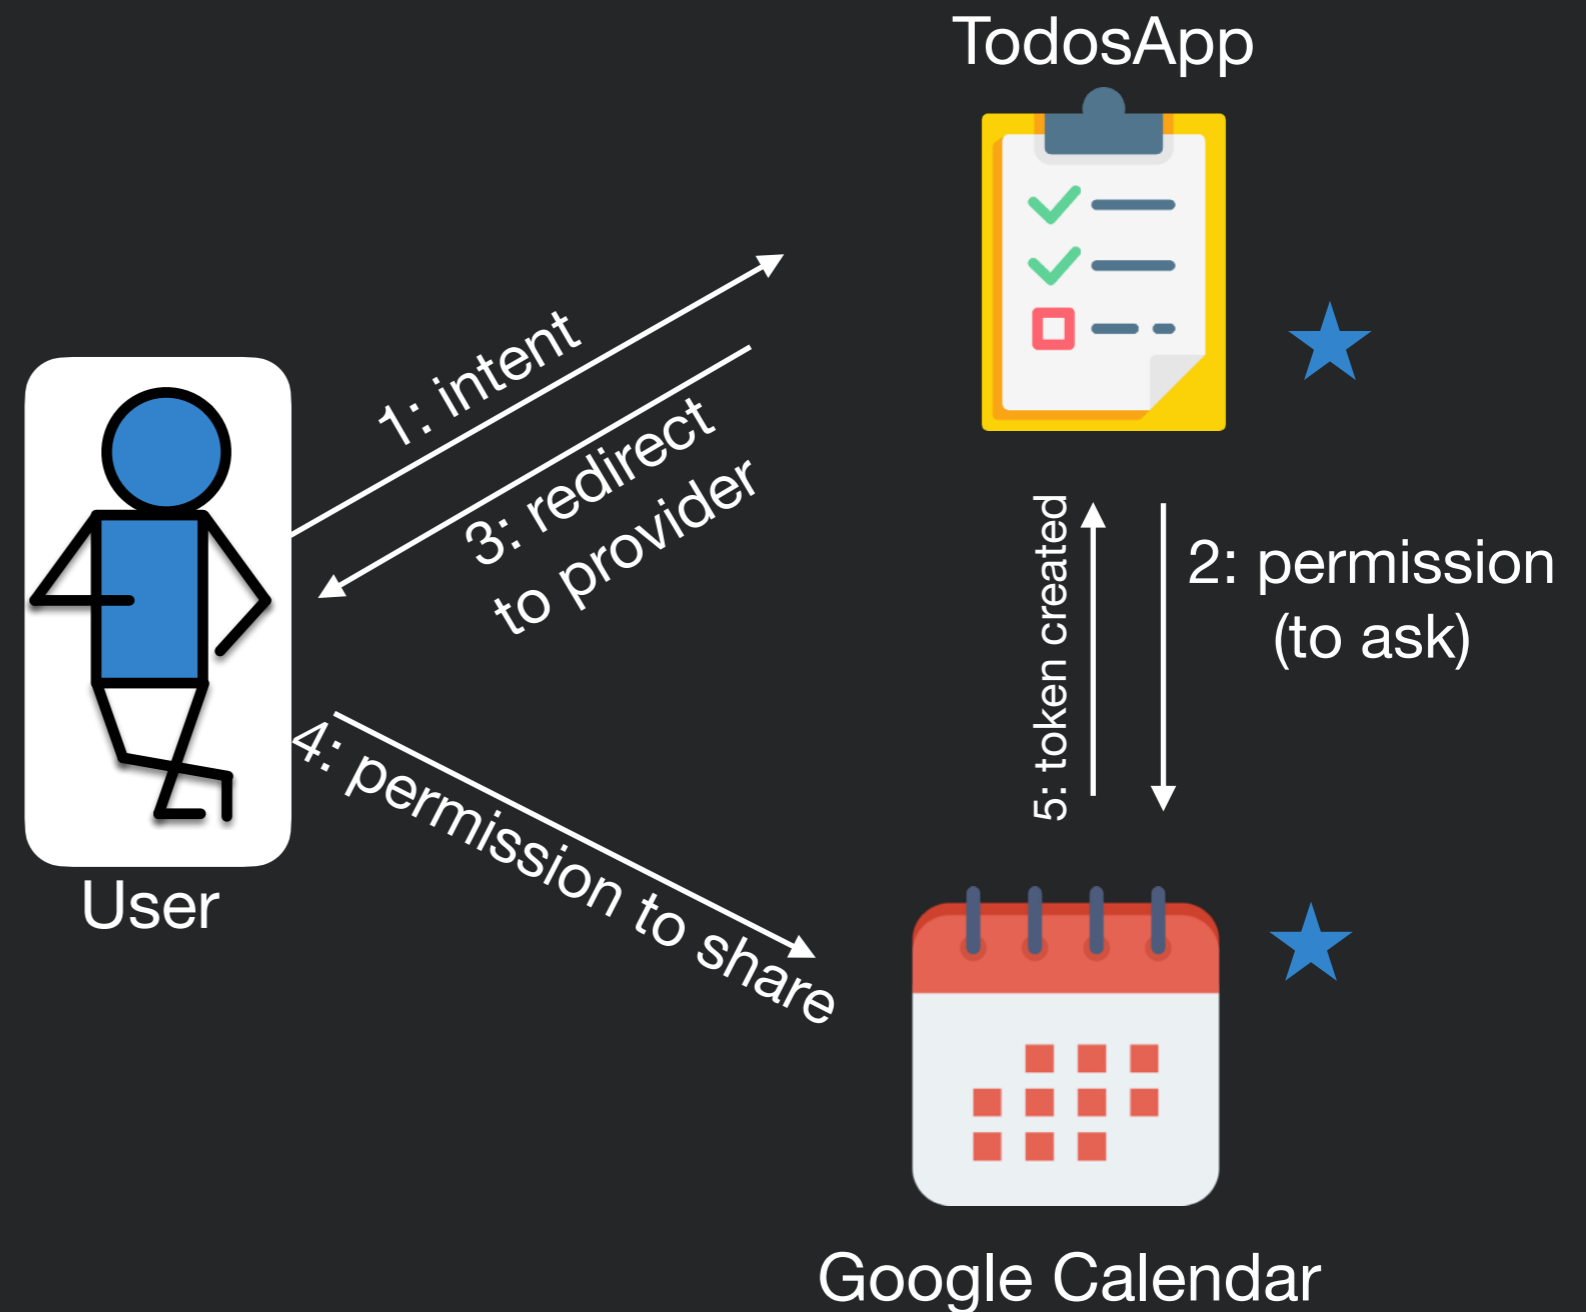 TodosApp
1: intent
3: redirect
to provider
2: permission
(to ask)
5: token created
4: permission to share
User
Google Calendar